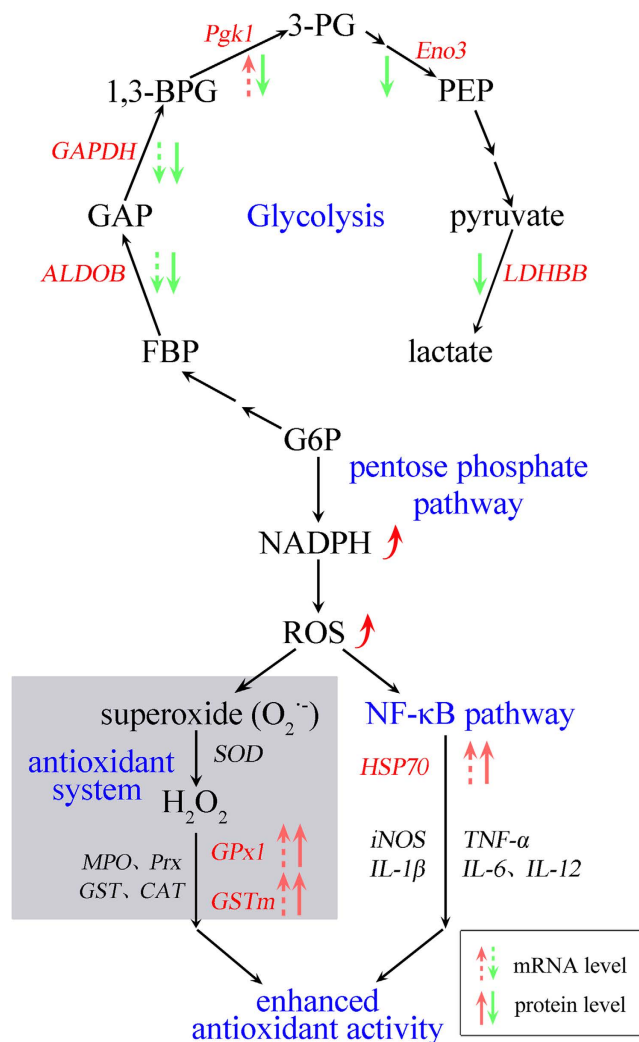 Pgk1
3-PG
Eno3
1,3-BPG
PEP
GAPDH
GAP
Glycolysis
pyruvate
ALDOB
LDHBB
FBP
lactate
G6P
pentose phosphate
pathway
NADPH
ROS
superoxide (O₂˙⁻)
NF-κB pathway
SOD
antioxidant
system
HSP70
H₂O₂
MPO、Prx
GST、CAT
GPx1
GSTm
iNOS
IL-1β
TNF-α
IL-6、IL-12
mRNA level
protein level
enhanced
antioxidant activity